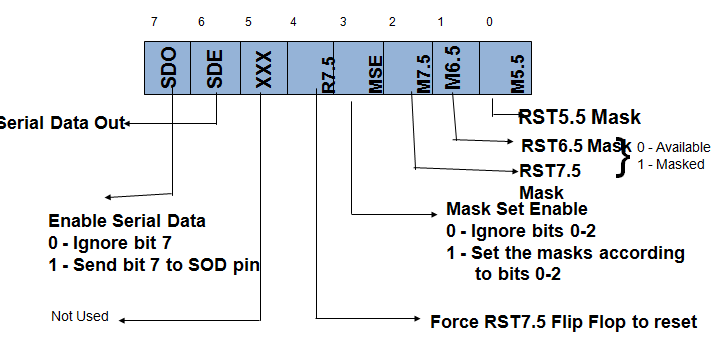 7 6 5 4 3 2 1 0
SDO SDE XXX R7.5 MSE M7.5 M6.5 M5.5
Serial Data Out
RST5.5 Mask
RST6.5 Mask
RST7.5
Mask
0 - Available
1 - Masked
Enable Serial Data
0 - Ignore bit 7
1 - Send bit 7 to SOD pin
Mask Set Enable
0 - Ignore bits 0-2
1 - Set the masks according
to bits 0-2
Not Used
Force RST7.5 Flip Flop to reset